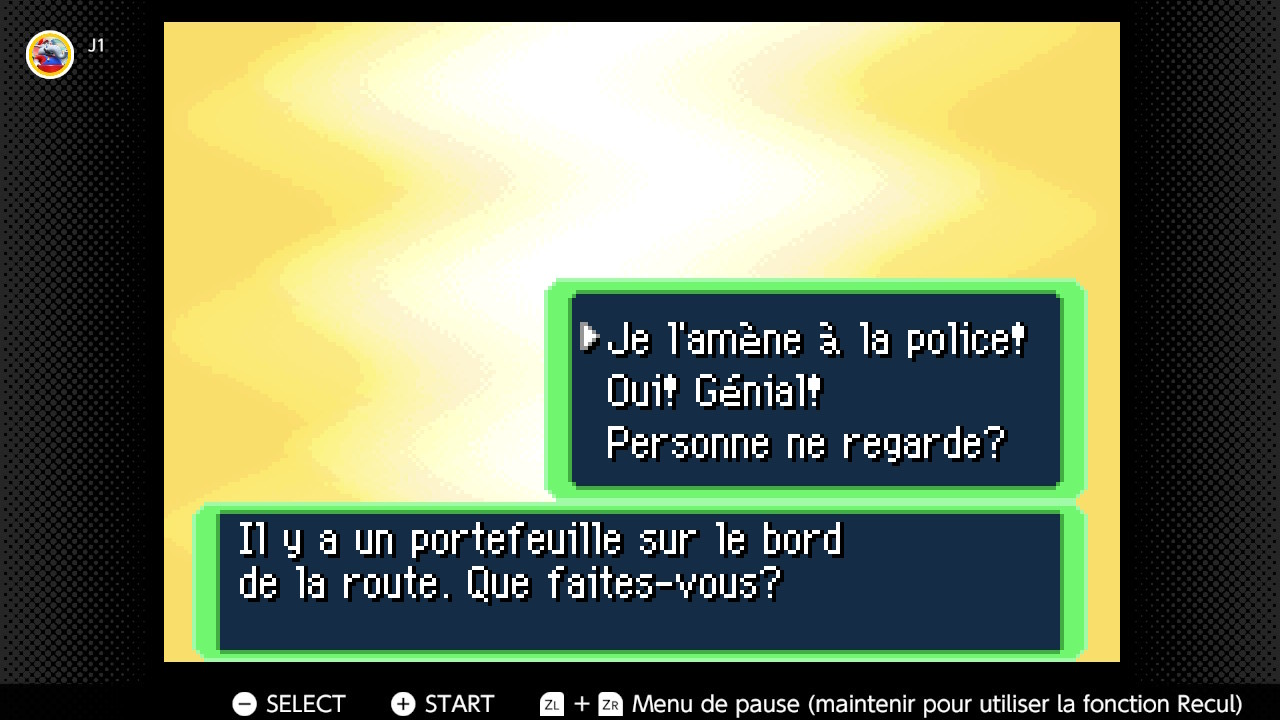 J1
Je l'amène à la police!
Oui! Génial!
Personne ne regarde?
Il y a un portefeuille sur le bord
de la route. Que faites-vous?
− SELECT + START ZL + ZR Menu de pause (maintenir pour utiliser la fonction Recul)